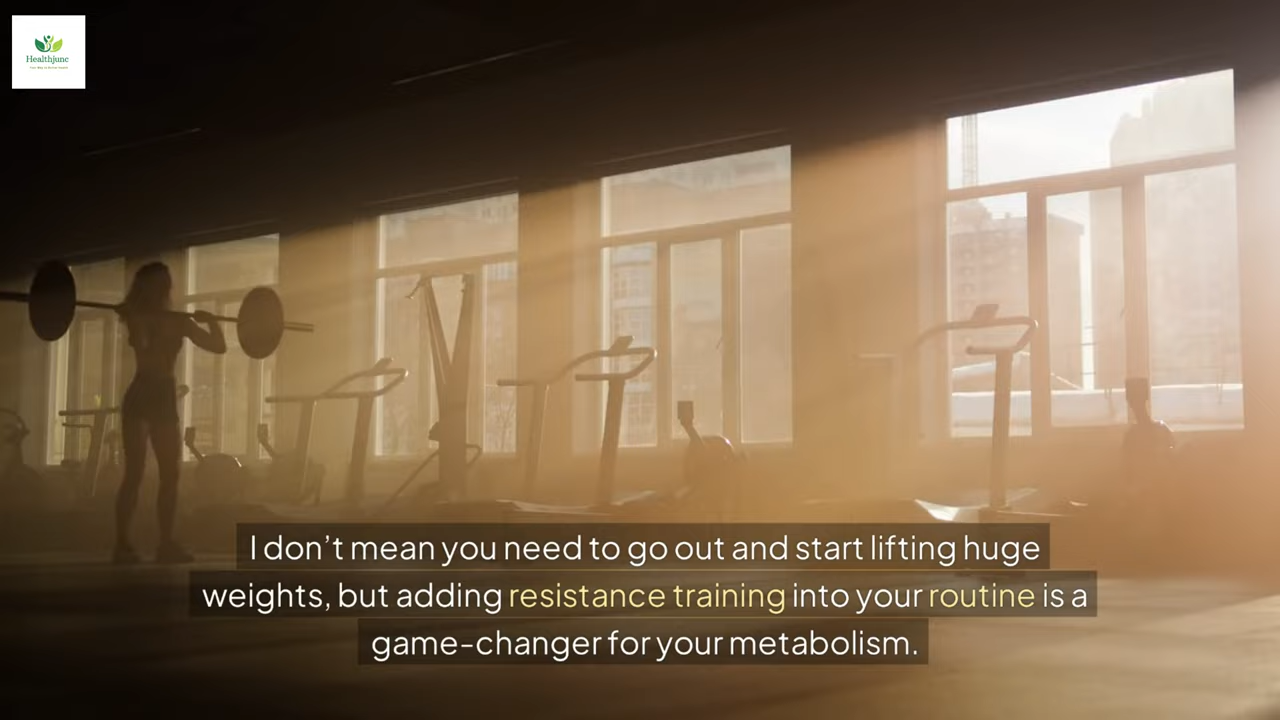 Healthjunc
I don't mean you need to go out and start lifting huge
weights, but adding resistance training into your routine is a
game-changer for your metabolism.